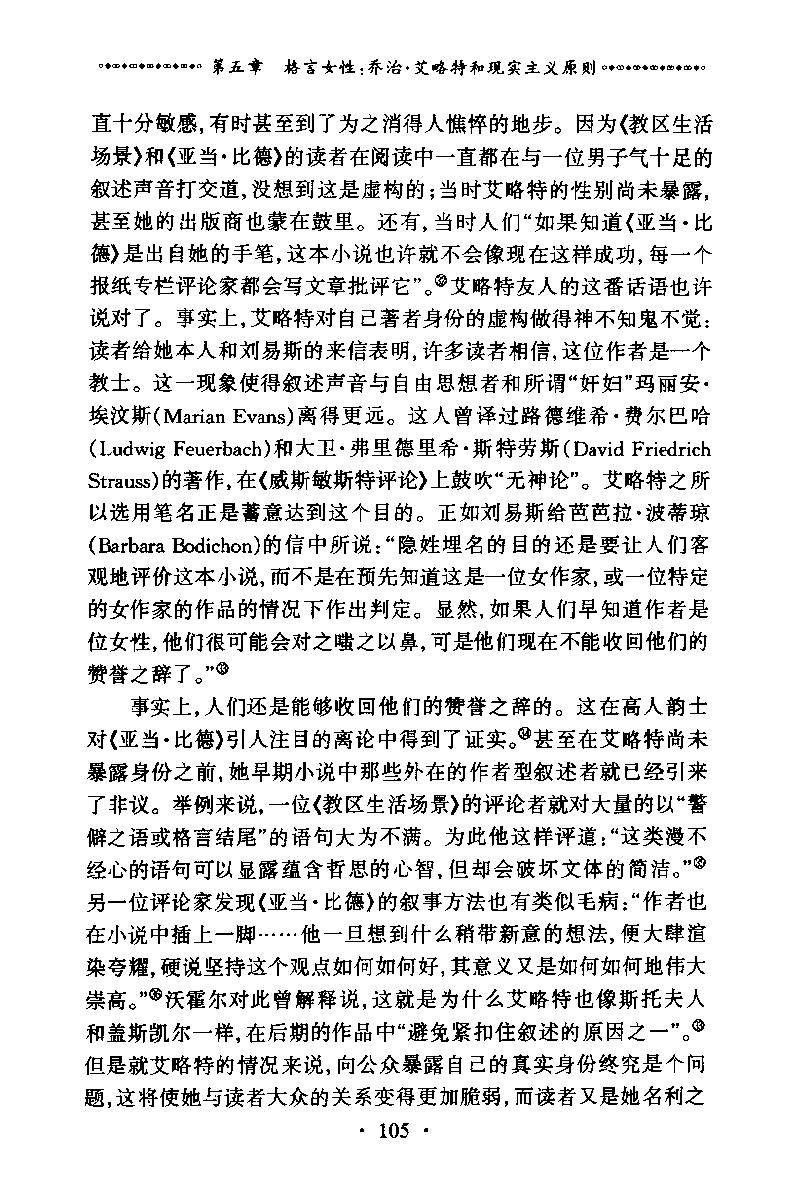 第五章 格言女性:乔治·艾略特和现实主义原则
直十分敏感,有时甚至到了为之消得人憔悴的地步。因为《教区生活
场景》和《亚当·比德》的读者在阅读中一直都在与一位男子气十足的
叙述声音打交道,没想到这是虚构的;当时艾略特的性别尚未暴露,
甚至她的出版商也蒙在鼓里。还有,当时人们“如果知道《亚当·比
德》是出自她的手笔,这本小说也许就不会像现在这样成功,每一个
报纸专栏评论家都会写文章批评它”。㉜艾略特友人的这番话语也许
说对了。事实上,艾略特对自己著者身份的虚构做得神不知鬼不觉:
读者给她本人和刘易斯的来信表明,许多读者相信,这位作者是一个
教士。这一现象使得叙述声音与自由思想者和所谓“奸妇”玛丽安·
埃汶斯(Marian Evans)离得更远。这人曾译过路德维希·费尔巴哈
(Ludwig Feuerbach)和大卫·弗里德里希·斯特劳斯(David Friedrich
Strauss)的著作,在《威斯敏斯特评论》上鼓吹“无神论”。艾略特之所
以选用笔名正是蓄意达到这个目的。正如刘易斯给芭芭拉·波蒂琼
(Barbara Bodichon)的信中所说:“隐姓埋名的目的还是要让人们客
观地评价这本小说,而不是在预先知道这是一位女作家,或一位特定
的女作家的作品的情况下作出判定。显然,如果人们早知道作者是
位女性,他们很可能会对之嗤之以鼻,可是他们现在不能收回他们的
赞誉之辞了。”㉝
事实上,人们还是能够收回他们的赞誉之辞的。这在高人韵士
对《亚当·比德》引人注目的离论中得到了证实。㉞甚至在艾略特尚未
暴露身份之前,她早期小说中那些外在的作者型叙述者就已经引来
了非议。举例来说,一位《教区生活场景》的评论者就对大量的以“警
僻之语或格言结尾”的语句大为不满。为此他这样评道:“这类漫不
经心的语句可以显露蕴含哲思的心智,但却会破坏文体的简洁。”㉟
另一位评论家发现《亚当·比德》的叙事方法也有类似毛病:“作者也
在小说中插上一脚……他一旦想到什么稍带新意的想法,便大肆渲
染夸耀,硬说坚持这个观点如何如何好,其意义又是如何如何地伟大
崇高。”㊱沃霍尔对此曾解释说,这就是为什么艾略特也像斯托夫人
和盖斯凯尔一样,在后期的作品中“避免紧扣住叙述的原因之一”。
但是就艾略特的情况来说,向公众暴露自己的真实身份终究是个问
题,这将使她与读者大众的关系变得更加脆弱,而读者又是她名利之
· 105 ·